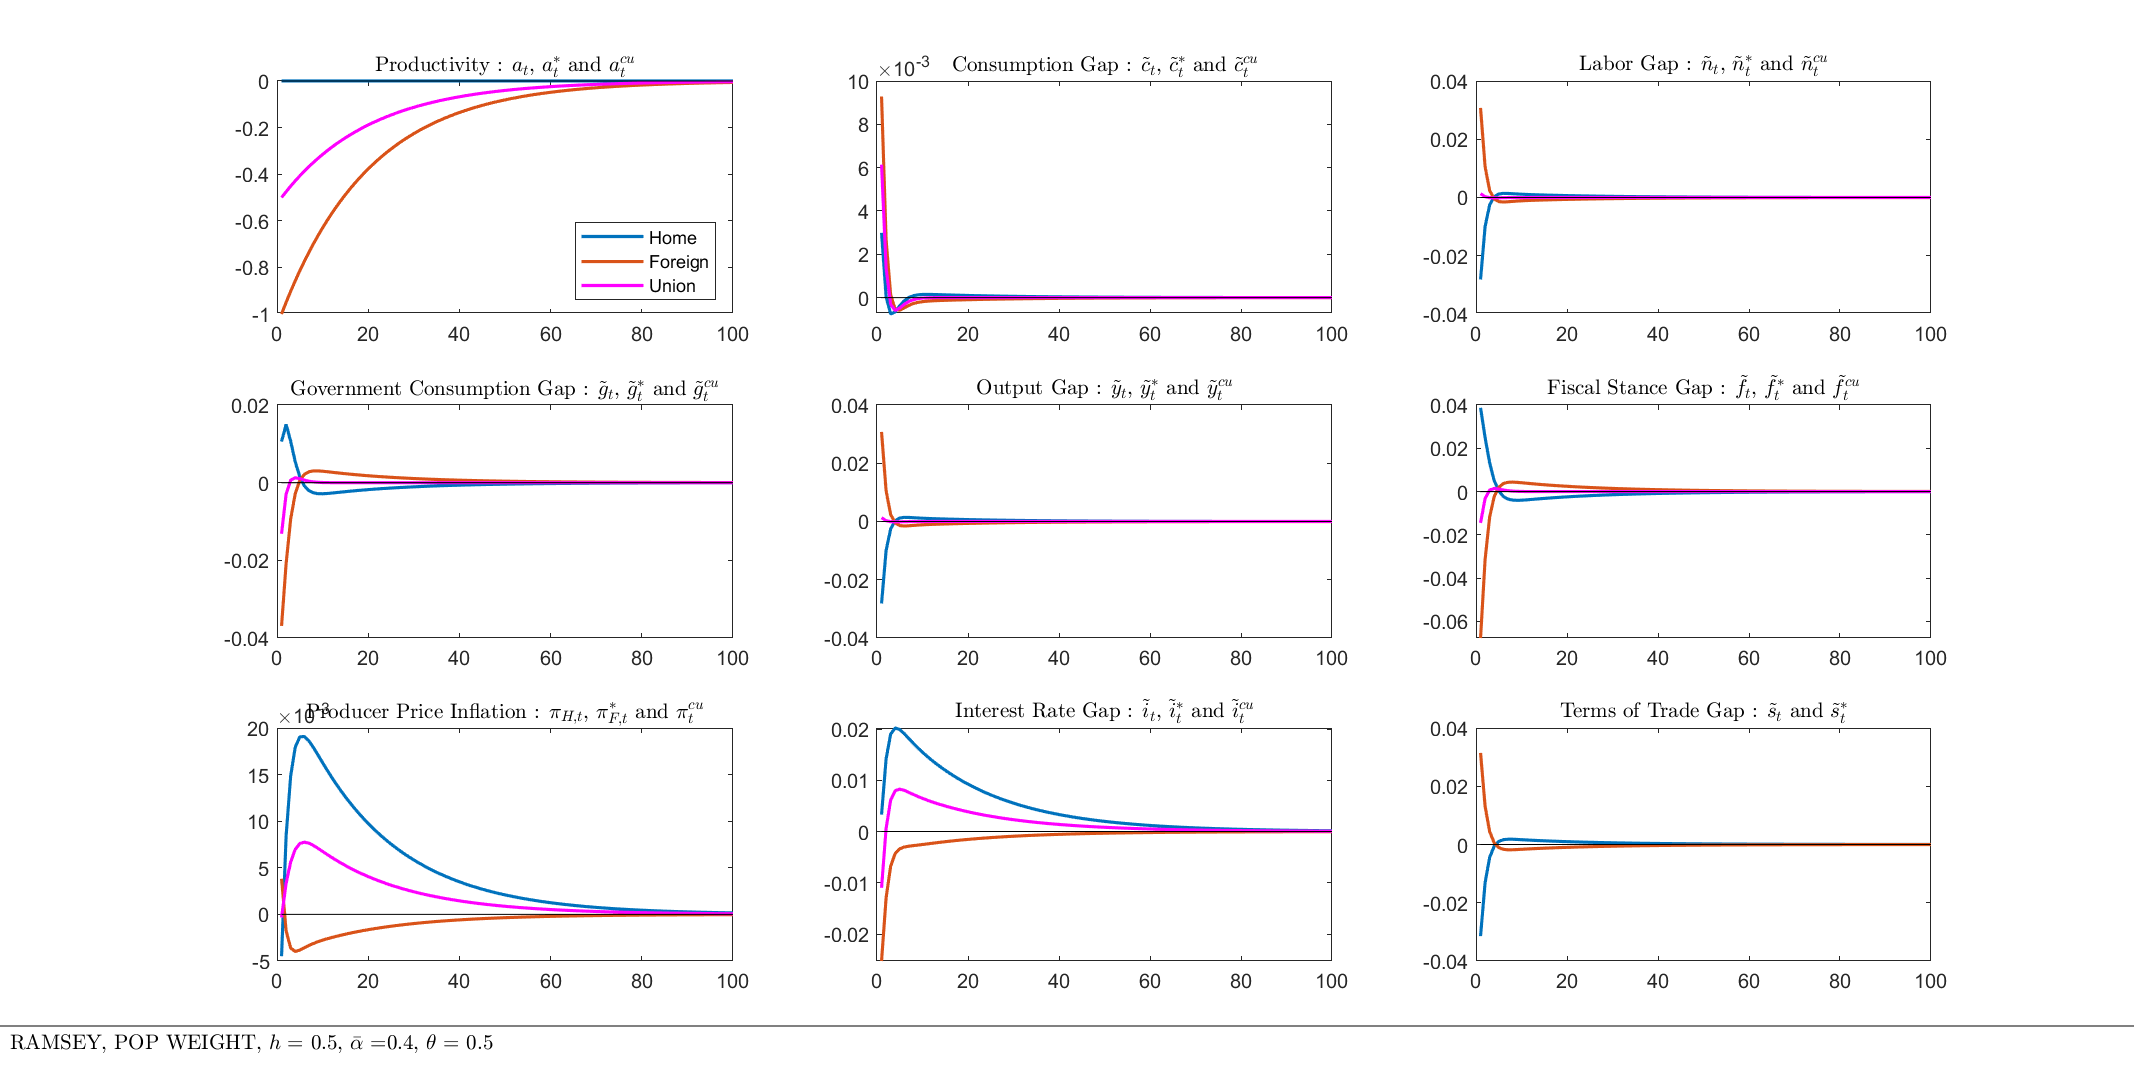 Productivity : a_t, a_t^* and a_t^{cu}
0
-0.2
-0.4
-0.6
-0.8
-1
0 20 40 60 80 100
Home
Foreign
Union
×10^{-3}
Consumption Gap : c̃_t, c̃_t^* and c̃_t^{cu}
10
8
6
4
2
0
0 20 40 60 80 100
Labor Gap : ñ_t, ñ_t^* and ñ_t^{cu}
0.04
0.02
0
-0.02
-0.04
0 20 40 60 80 100
Government Consumption Gap : g̃_t, g̃_t^* and g̃_t^{cu}
0.02
0
-0.02
-0.04
0 20 40 60 80 100
Output Gap : ỹ_t, ỹ_t^* and ỹ_t^{cu}
0.04
0.02
0
-0.02
-0.04
0 20 40 60 80 100
Fiscal Stance Gap : f̃_t, f̃_t^* and f̃_t^{cu}
0.04
0.02
0
-0.02
-0.04
-0.06
0 20 40 60 80 100
×10^{-3}
Producer Price Inflation : π_{H,t}, π_{F,t}^* and π_t^{cu}
20
15
10
5
0
-5
0 20 40 60 80 100
Interest Rate Gap : ĩ_t, ĩ_t^* and ĩ_t^{cu}
0.02
0.01
0
-0.01
-0.02
0 20 40 60 80 100
Terms of Trade Gap : s̃_t and s̃_t^*
0.04
0.02
0
-0.02
-0.04
0 20 40 60 80 100
RAMSEY, POP WEIGHT, h = 0.5, ᾱ =0.4, θ = 0.5